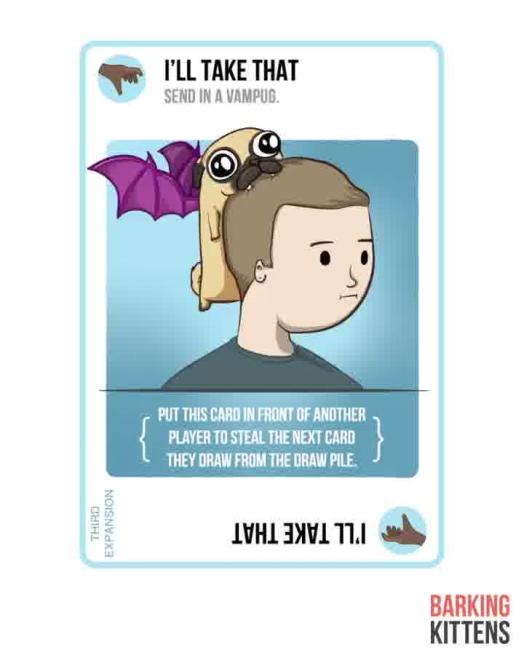 I'LL TAKE THAT
SEND IN A VAMPUG.
PUT THIS CARD IN FRONT OF ANOTHER
PLAYER TO STEAL THE NEXT CARD
THEY DRAW FROM THE DRAW PILE.
THIRD
EXPANSION
I'LL TAKE THAT
BARKING
KITTENS